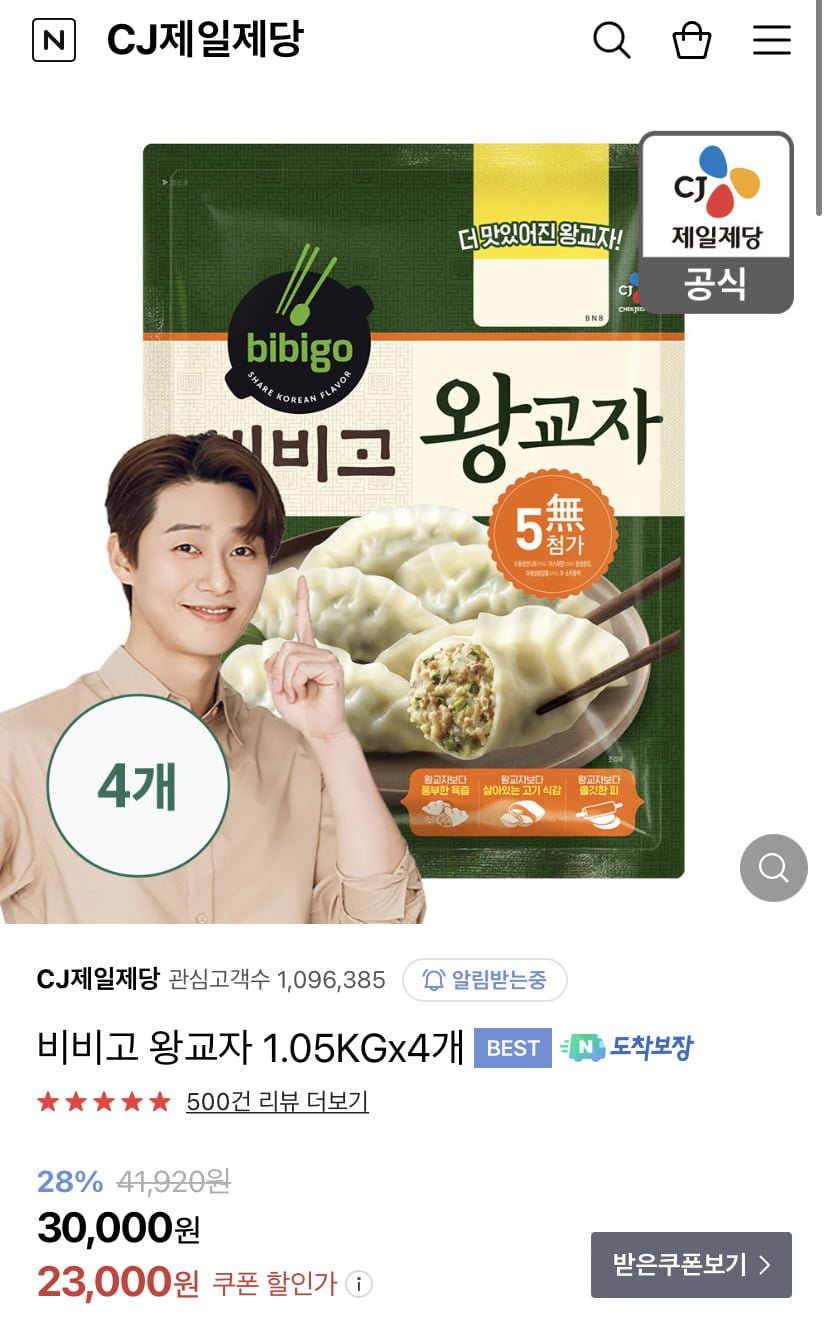 N CJ제일제당
더 맛있어진 왕교자!
CJ
제일제당
공식
BNB
bibigo
SHARE KOREAN FLAVOR
비비고 왕교자
5無
첨가
왕교자보다
풍부한 육즙
왕교자보다
살아있는 고기 식감
왕교자보다
쫄깃한 피
조리예
4개
CJ제일제당 관심고객수 1,096,385 알림받는중
비비고 왕교자 1.05KGx4개 BEST N 도착보장
★★★★★ 500건 리뷰 더보기
28% 41,920원
30,000원
23,000원 쿠폰 할인가 i
받은쿠폰보기 >